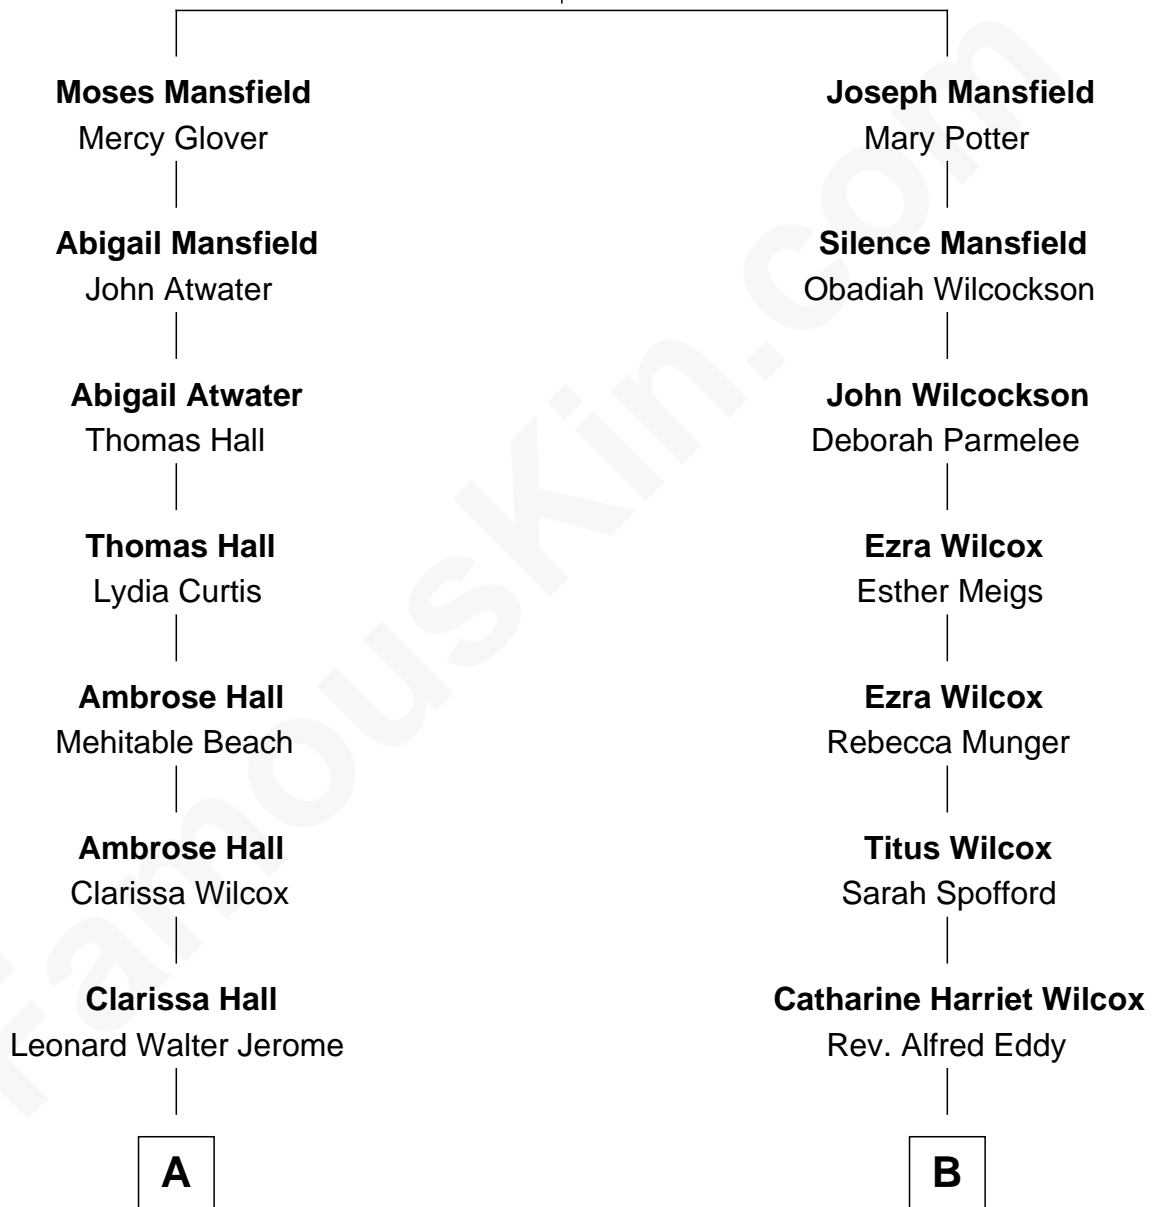 Moses Mansfield
Mercy Glover
Abigail Mansfield
John Atwater
Abigail Atwater
Thomas Hall
Thomas Hall
Lydia Curtis
Ambrose Hall
Mehitable Beach
Ambrose Hall
Clarissa Wilcox
Clarissa Hall
Leonard Walter Jerome
A
Joseph Mansfield
Mary Potter
Silence Mansfield
Obadiah Wilcockson
John Wilcockson
Deborah Parmelee
Ezra Wilcox
Esther Meigs
Ezra Wilcox
Rebecca Munger
Titus Wilcox
Sarah Spofford
Catharine Harriet Wilcox
Rev. Alfred Eddy
B
FamousKin.com